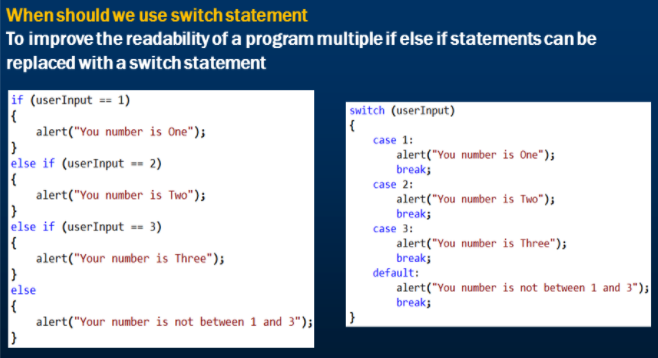 When should we use switch statement
To improve the readability of a program multiple if else if statements can be
replaced with a switch statement
if (userInput == 1)
{
    alert("You number is One");
}
else if (userInput == 2)
{
    alert("You number is Two");
}
else if (userInput == 3)
{
    alert("Your number is Three");
}
else
{
    alert("Your number is not between 1 and 3");
}
switch (userInput)
{
    case 1:
        alert("You number is One");
        break;
    case 2:
        alert("You number is Two");
        break;
    case 3:
        alert("You number is Three");
        break;
    default:
        alert("You number is not between 1 and 3");
        break;
}